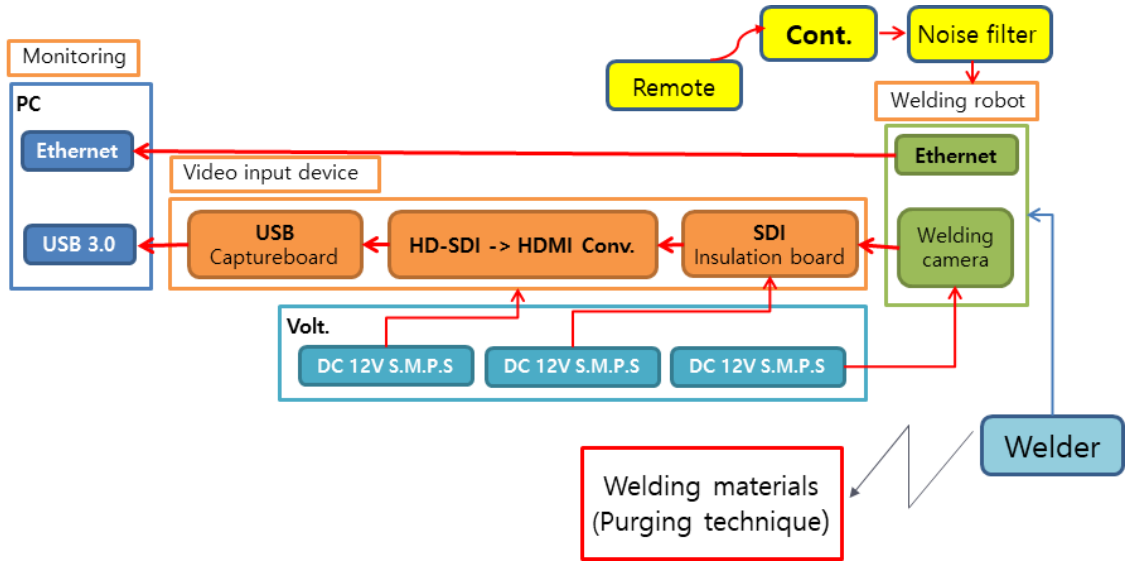 Cont.
Noise filter
Remote
Monitoring
PC
Welding robot
Ethernet
Ethernet
Video input device
USB 3.0
USB
Captureboard
HD-SDI -> HDMI Conv.
SDI
Insulation board
Welding
camera
Volt.
DC 12V S.M.P.S
DC 12V S.M.P.S
DC 12V S.M.P.S
Welder
Welding materials
(Purging technique)